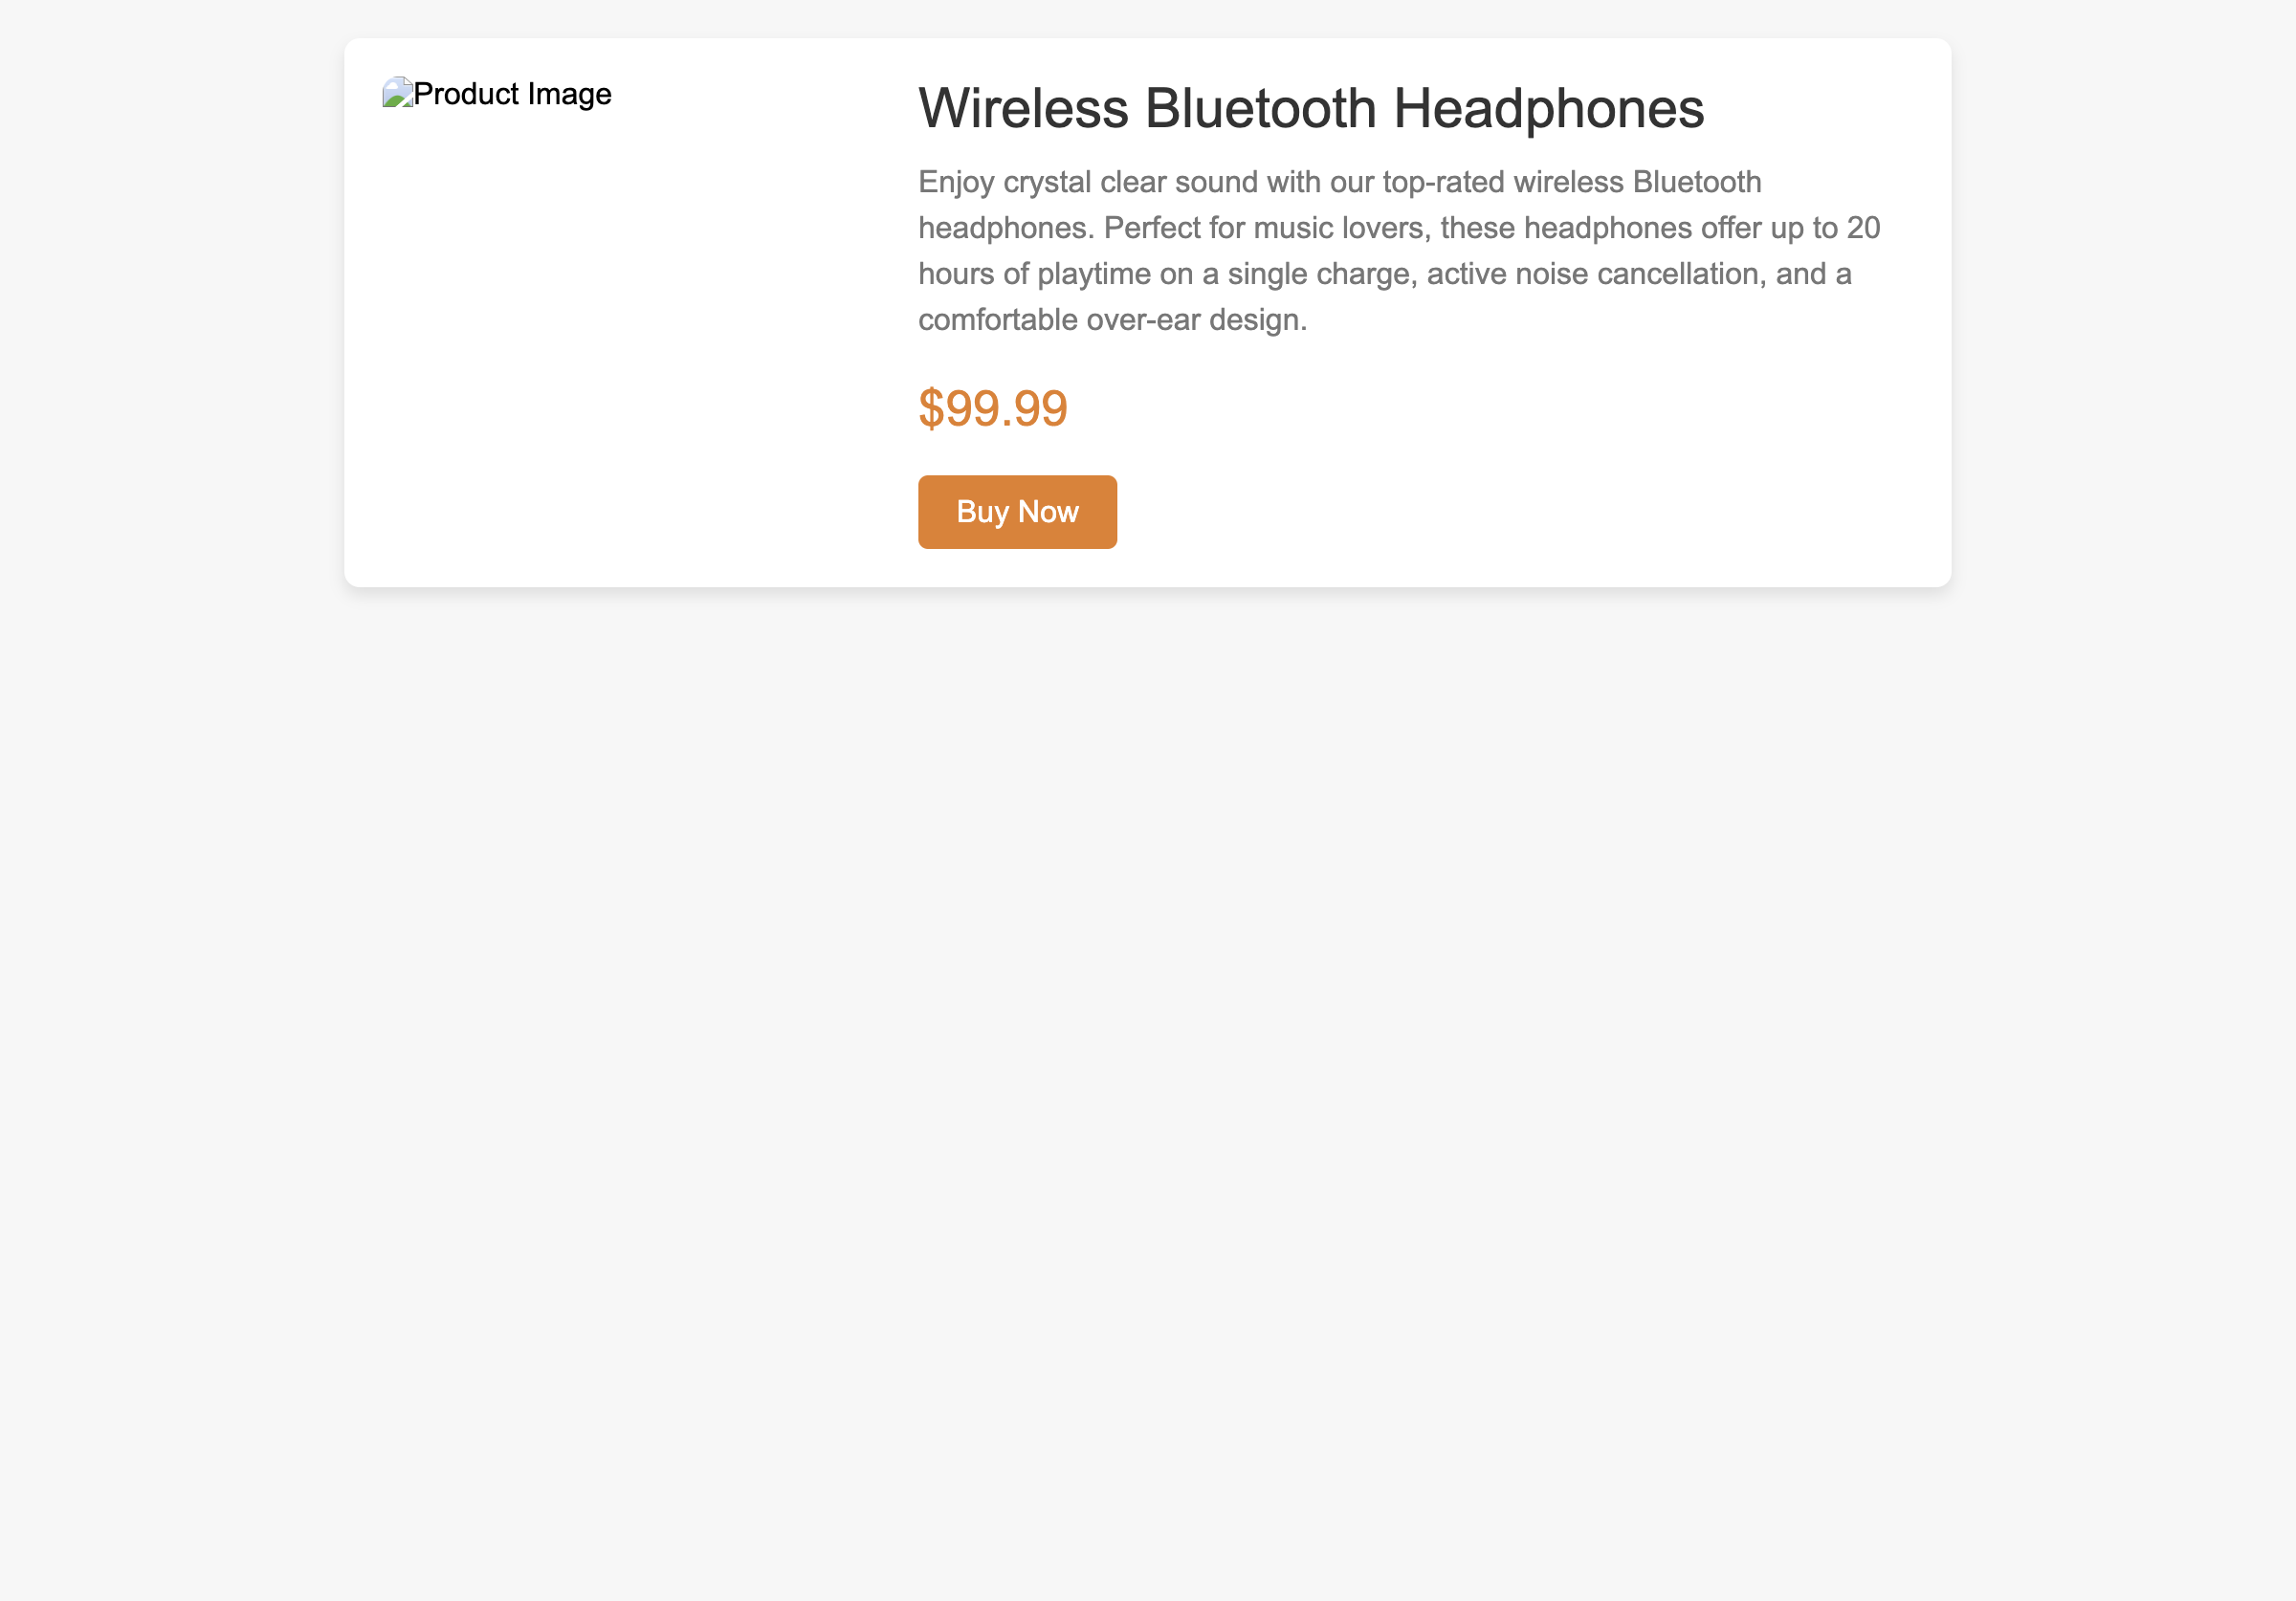 Product Image
Wireless Bluetooth Headphones
Enjoy crystal clear sound with our top-rated wireless Bluetooth
headphones. Perfect for music lovers, these headphones offer up to 20
hours of playtime on a single charge, active noise cancellation, and a
comfortable over-ear design.
$99.99
Buy Now